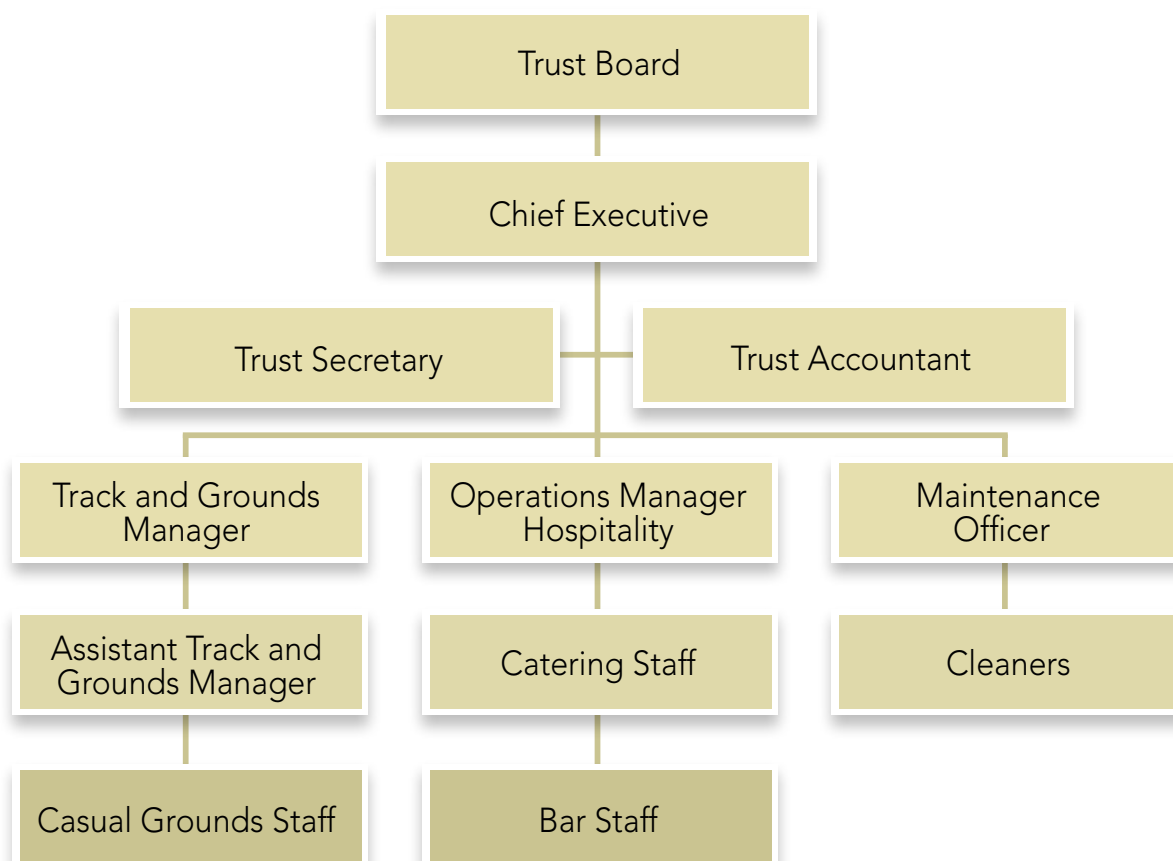 Trust Board
Chief Executive
Trust Secretary
Trust Accountant
Track and Grounds
Manager
Operations Manager
Hospitality
Maintenance
Officer
Assistant Track and
Grounds Manager
Catering Staff
Cleaners
Casual Grounds Staff
Bar Staff